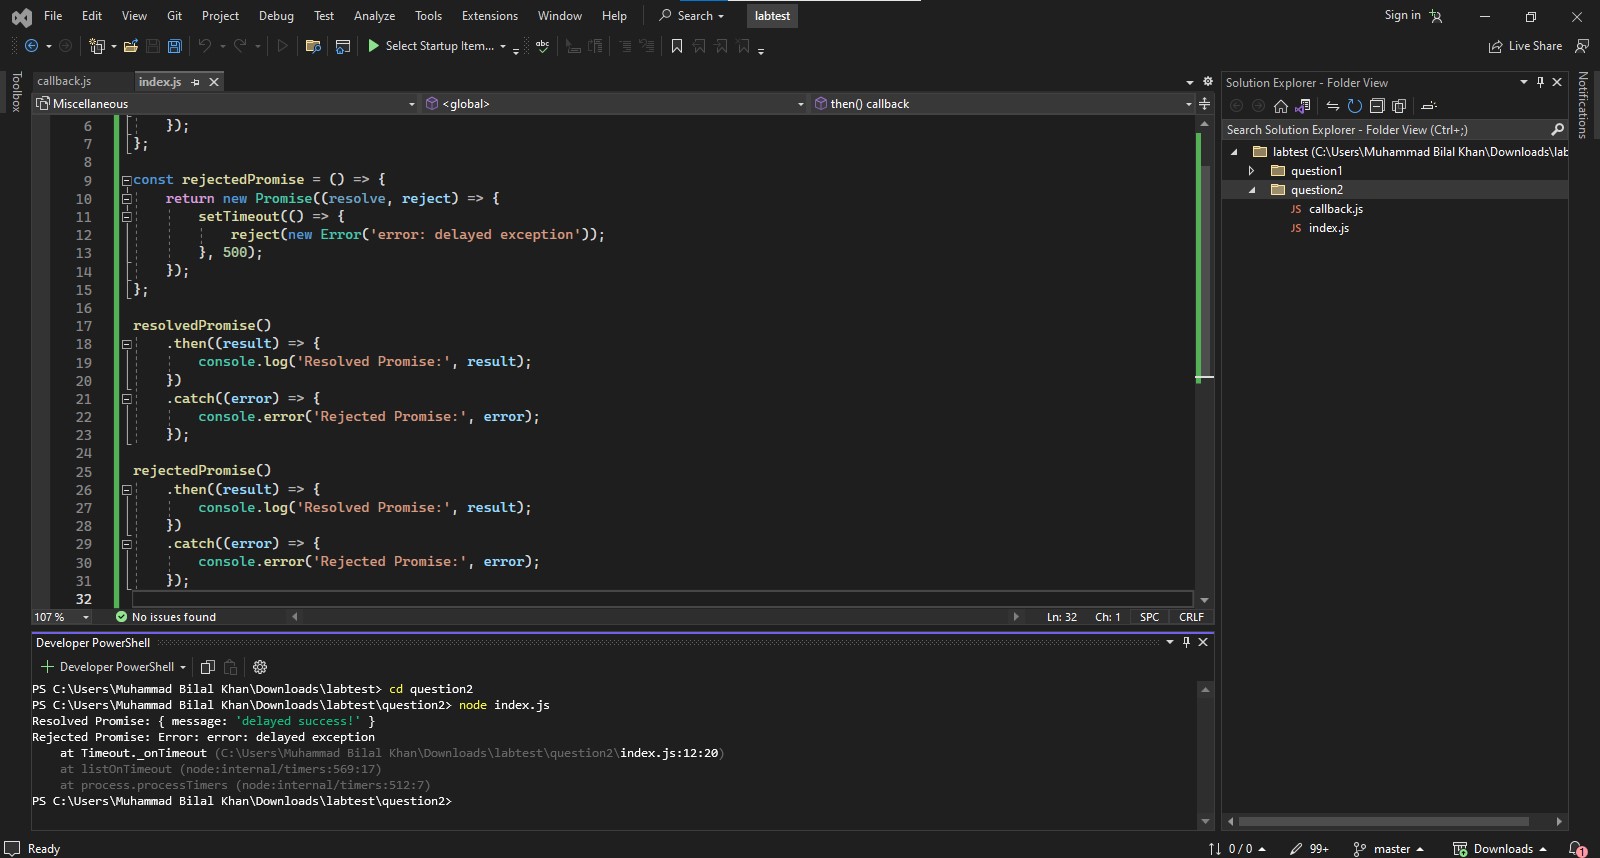 File Edit View Git Project Debug Test Analyze Tools Extensions Window Help Search labtest Sign in
Select Startup Item... abc Live Share
Toolbox
callback.js index.js
Miscellaneous <global> then() callback
6 });
7 };
8
9 const rejectedPromise = () => {
10 return new Promise((resolve, reject) => {
11 setTimeout(() => {
12 reject(new Error('error: delayed exception'));
13 }, 500);
14 });
15 };
16
17 resolvedPromise()
18 .then((result) => {
19 console.log('Resolved Promise:', result);
20 })
21 .catch((error) => {
22 console.error('Rejected Promise:', error);
23 });
24
25 rejectedPromise()
26 .then((result) => {
27 console.log('Resolved Promise:', result);
28 })
29 .catch((error) => {
30 console.error('Rejected Promise:', error);
31 });
32
107 % No issues found Ln: 32 Ch: 1 SPC CRLF
Developer PowerShell
Developer PowerShell
PS C:\Users\Muhammad Bilal Khan\Downloads\labtest> cd question2
PS C:\Users\Muhammad Bilal Khan\Downloads\labtest\question2> node index.js
Resolved Promise: { message: 'delayed success!' }
Rejected Promise: Error: error: delayed exception
at Timeout._onTimeout (C:\Users\Muhammad Bilal Khan\Downloads\labtest\question2\index.js:12:20)
at listOnTimeout (node:internal/timers:569:17)
at process.processTimers (node:internal/timers:512:7)
PS C:\Users\Muhammad Bilal Khan\Downloads\labtest\question2>
Solution Explorer - Folder View
Search Solution Explorer - Folder View (Ctrl+;)
labtest (C:\Users\Muhammad Bilal Khan\Downloads\lab
question1
question2
JS callback.js
JS index.js
Notifications
Ready 0 / 0 99+ master Downloads 1